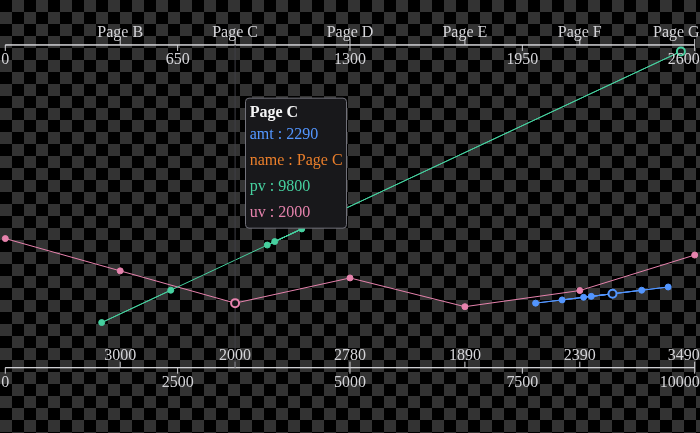 Page B Page C Page D Page E Page F Page G
0 650 1300 1950 2600
Page C
amt : 2290
name : Page C
pv : 9800
uv : 2000
3000 2000 2780 1890 2390 3490
0 2500 5000 7500 10000